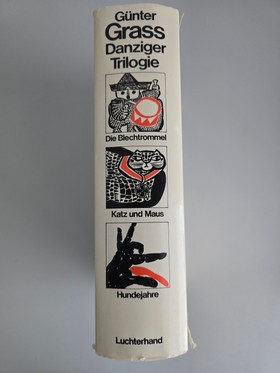 Günter
Grass
Danziger
Trilogie
Die Blechtrommel
Katz und Maus
Hundejahre
Luchterhand